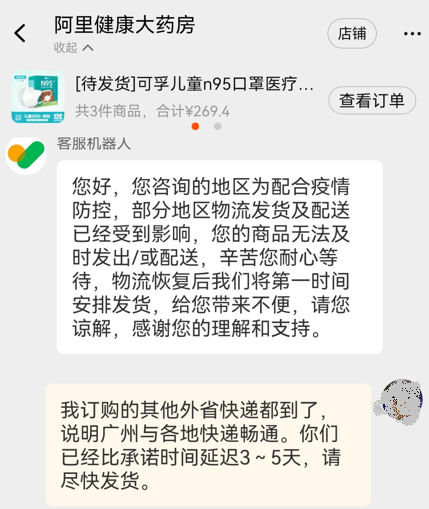 阿里健康大药房
收起
店铺
[待发货]可孚儿童n95口罩医疗...
共3件商品，合计¥269.4
查看订单
N95
客服机器人
您好，您咨询的地区为配合疫情
防控，部分地区物流发货及配送
已经受到影响，您的商品无法及
时发出/或配送，辛苦您耐心等
待，物流恢复后我们将第一时间
安排发货，给您带来不便，请您
谅解，感谢您的理解和支持。
我订购的其他外省快递都到了，
说明广州与各地快递畅通。你们
已经比承诺时间延迟3～5天，请
尽快发货。